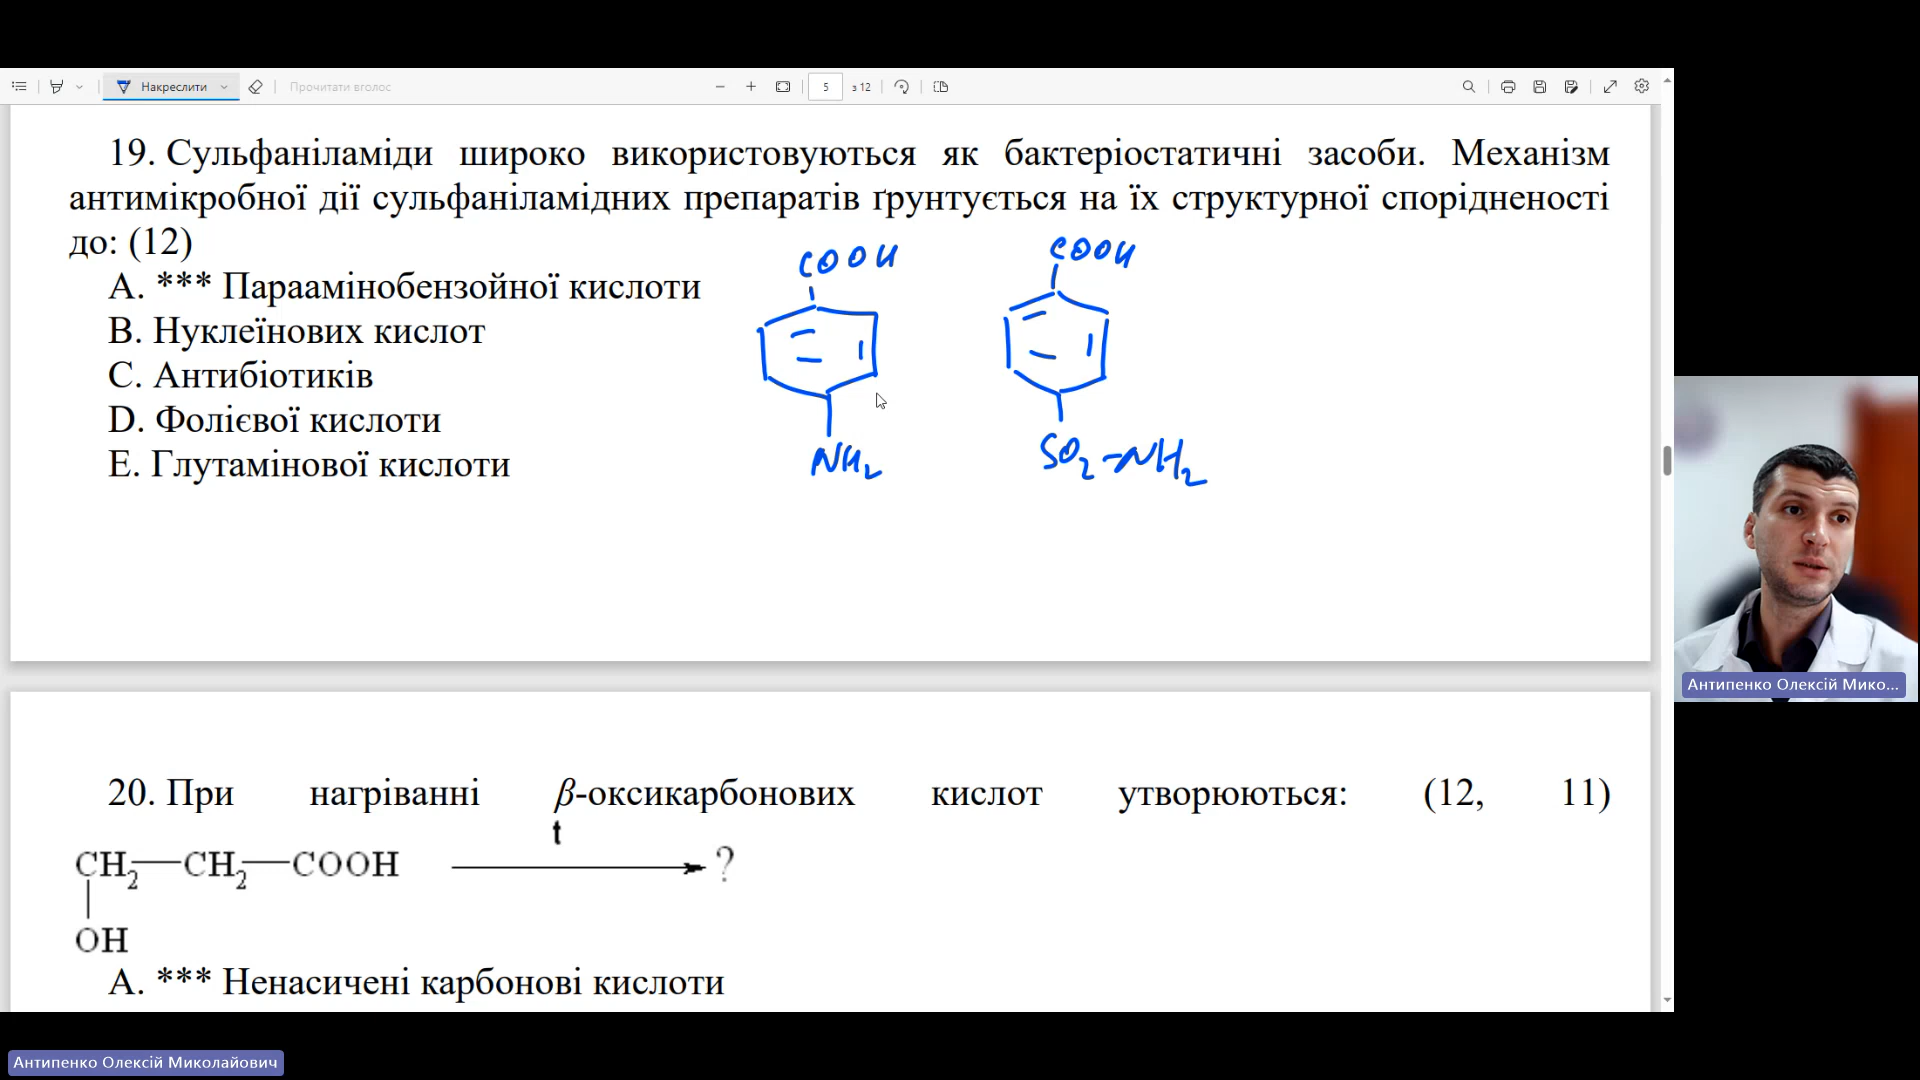 Накреслити
Прочитати вголос
5
з 12
19. Сульфаніламіди широко використовуються як бактеріостатичні засоби. Механізм
антимікробної дії сульфаніламідних препаратів ґрунтується на їх структурної спорідненості
до: (12)
A. *** Параамінобензойної кислоти
B. Нуклеїнових кислот
C. Антибіотиків
D. Фолієвої кислоти
E. Глутамінової кислоти
COOH
NH₂
COOH
SO₂-NH₂
20. При нагріванні β-оксикарбонових кислот утворюються: (12, 11)
t
CH₂—CH₂—COOH ?
OH
A. *** Ненасичені карбонові кислоти
Антипенко Олексій Мико...
Антипенко Олексій Миколайович